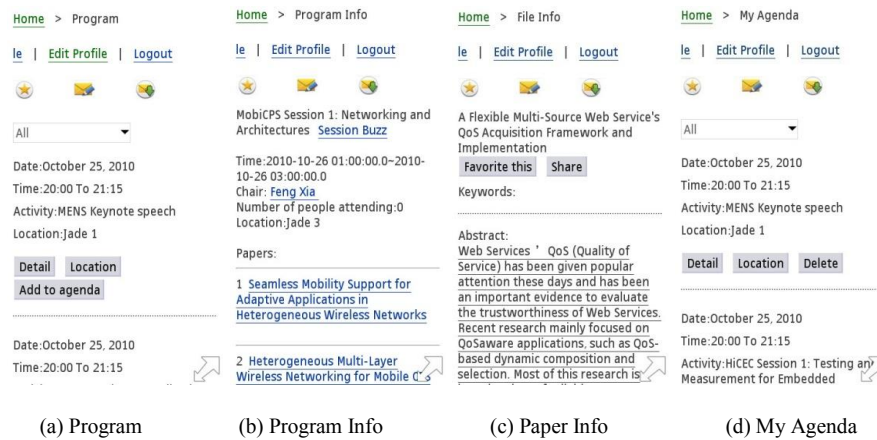 Home > Program
le | Edit Profile | Logout
All
Date:October 25, 2010
Time:20:00 To 21:15
Activity:MENS Keynote speech
Location:Jade 1
Detail Location
Add to agenda
Date:October 25, 2010
Time:20:00 To 21:15
(a) Program
Home > Program Info
le | Edit Profile | Logout
MobiCPS Session 1: Networking and
Architectures Session Buzz
Time:2010-10-26 01:00:00.0~2010-
10-26 03:00:00.0
Chair: Feng Xia
Number of people attending:0
Location:Jade 3
Papers:
1 Seamless Mobility Support for
Adaptive Applications in
Heterogeneous Wireless Networks
2 Heterogeneous Multi-Layer
Wireless Networking for Mobile
(b) Program Info
Home > File Info
le | Edit Profile | Logout
A Flexible Multi-Source Web Service's
QoS Acquisition Framework and
Implementation
Favorite this Share
Keywords:
Abstract:
Web Services ' QoS (Quality of
Service) has been given popular
attention these days and has been
an important evidence to evaluate
the trustworthiness of Web Services.
Recent research mainly focused on
QoSaware applications, such as QoS-
based dynamic composition and
selection. Most of this research is
(c) Paper Info
Home > My Agenda
le | Edit Profile | Logout
All
Date:October 25, 2010
Time:20:00 To 21:15
Activity:MENS Keynote speech
Location:Jade 1
Detail Location Delete
Date:October 25, 2010
Time:20:00 To 21:15
Activity:HiCEC Session 1: Testing an
Measurement for Embedded
(d) My Agenda